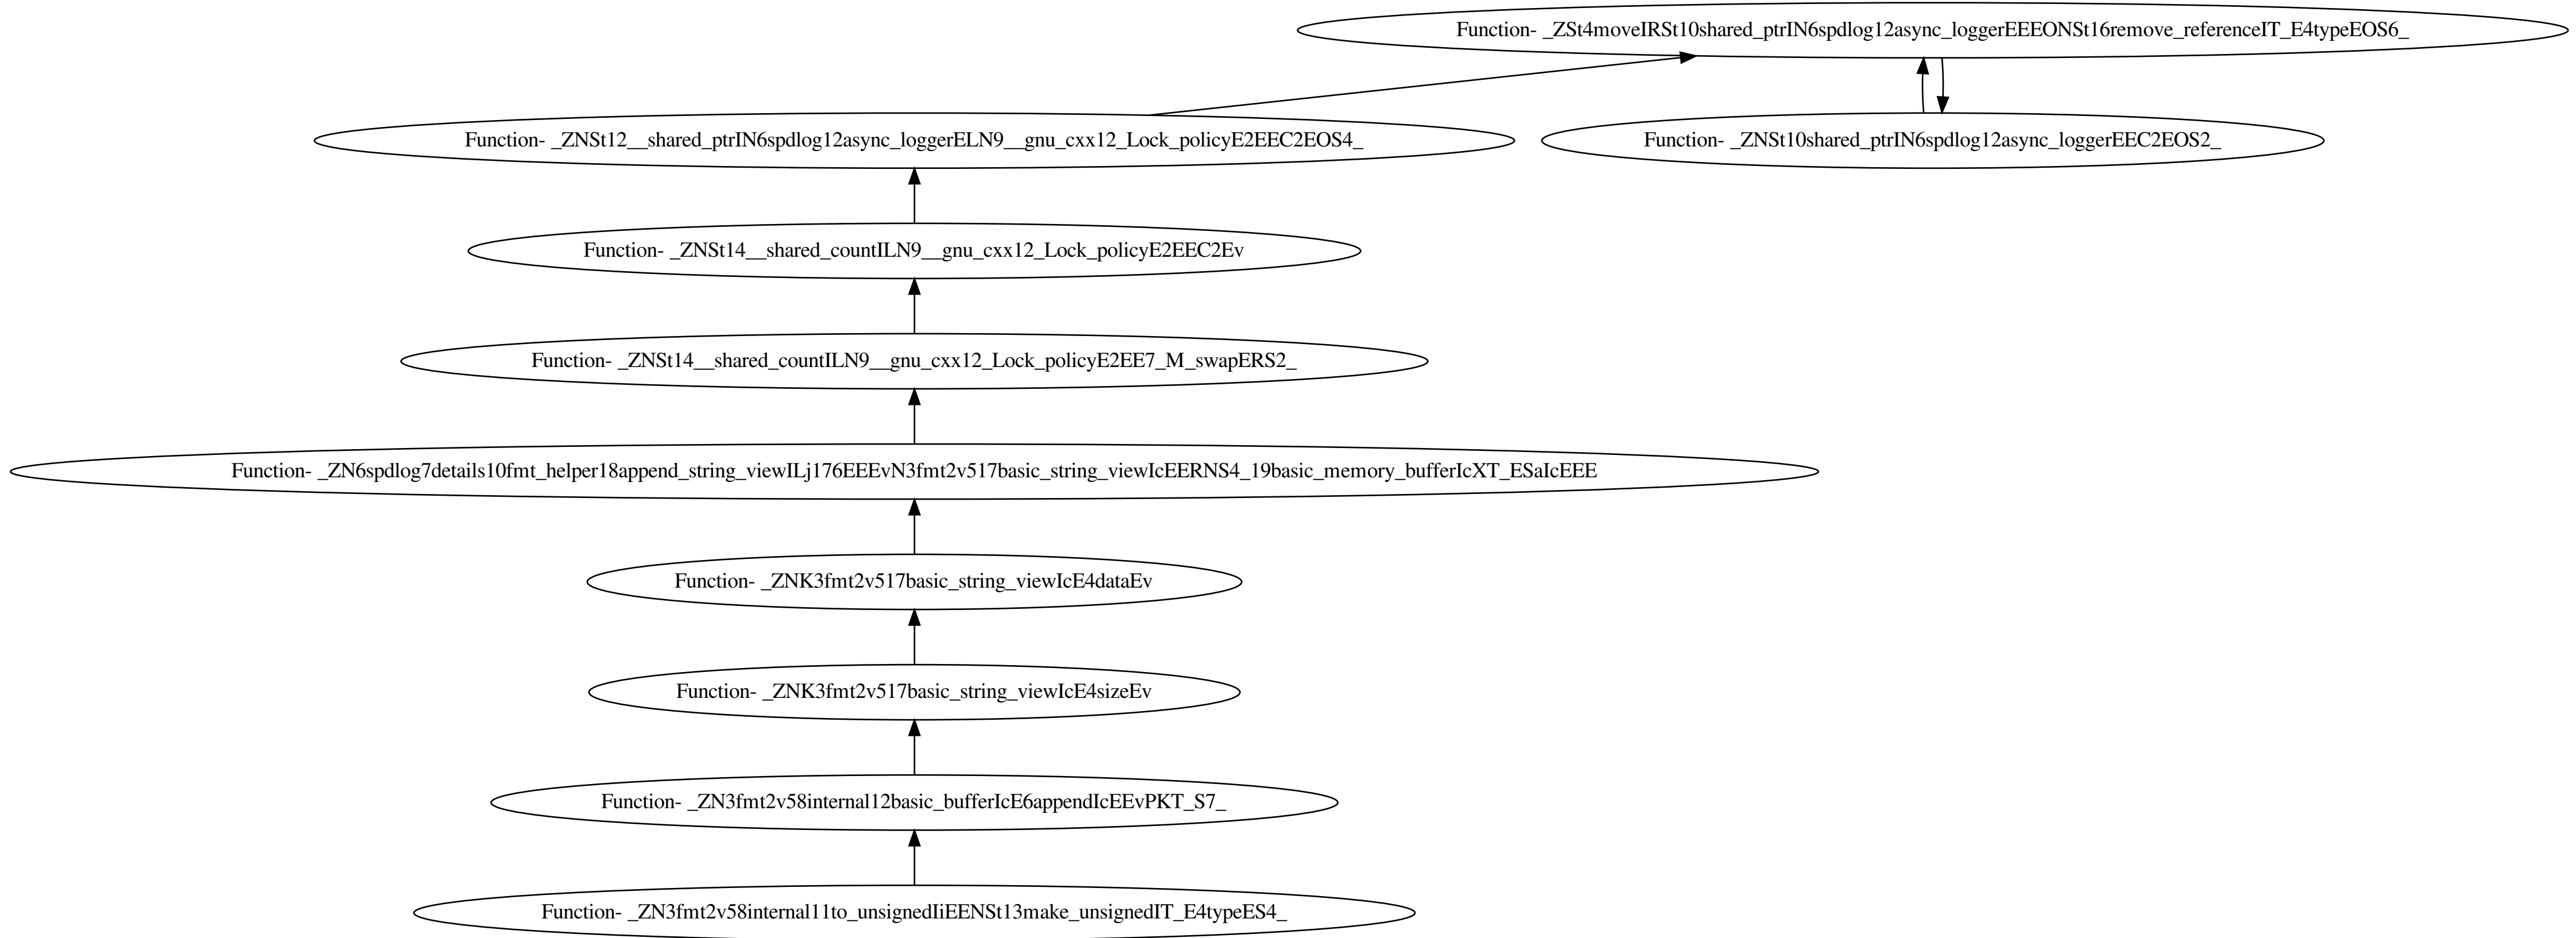 Function- _ZSt4moveIRSt10shared_ptrIN6spdlog12async_loggerEEEONSt16remove_referenceIT_E4typeEOS6_
Function- _ZNSt12__shared_ptrIN6spdlog12async_loggerELN9__gnu_cxx12_Lock_policyE2EEC2EOS4_
Function- _ZNSt10shared_ptrIN6spdlog12async_loggerEEC2EOS2_
Function- _ZNSt14__shared_countILN9__gnu_cxx12_Lock_policyE2EEC2Ev
Function- _ZNSt14__shared_countILN9__gnu_cxx12_Lock_policyE2EE7_M_swapERS2_
Function- _ZN6spdlog7details10fmt_helper18append_string_viewILj176EEEvN3fmt2v517basic_string_viewIcEERNS4_19basic_memory_bufferIcXT_ESaIcEEE
Function- _ZNK3fmt2v517basic_string_viewIcE4dataEv
Function- _ZNK3fmt2v517basic_string_viewIcE4sizeEv
Function- _ZN3fmt2v58internal12basic_bufferIcE6appendIcEEvPKT_S7_
Function- _ZN3fmt2v58internal11to_unsignedIiEENSt13make_unsignedIT_E4typeES4_